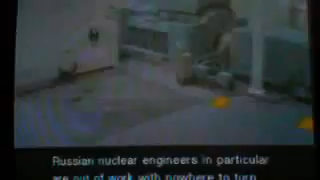 Russian nuclear engineers in particular
are out of work with nowhere to turn